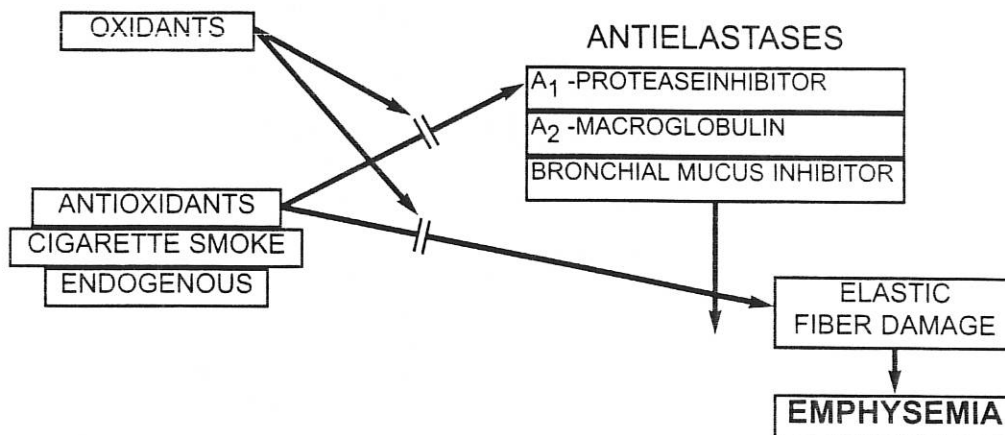 OXIDANTS
ANTIELASTASES
A1 -PROTEASEINHIBITOR
A2 -MACROGLOBULIN
BRONCHIAL MUCUS INHIBITOR
ANTIOXIDANTS
CIGARETTE SMOKE
ENDOGENOUS
ELASTIC
FIBER DAMAGE
EMPHYSEMIA